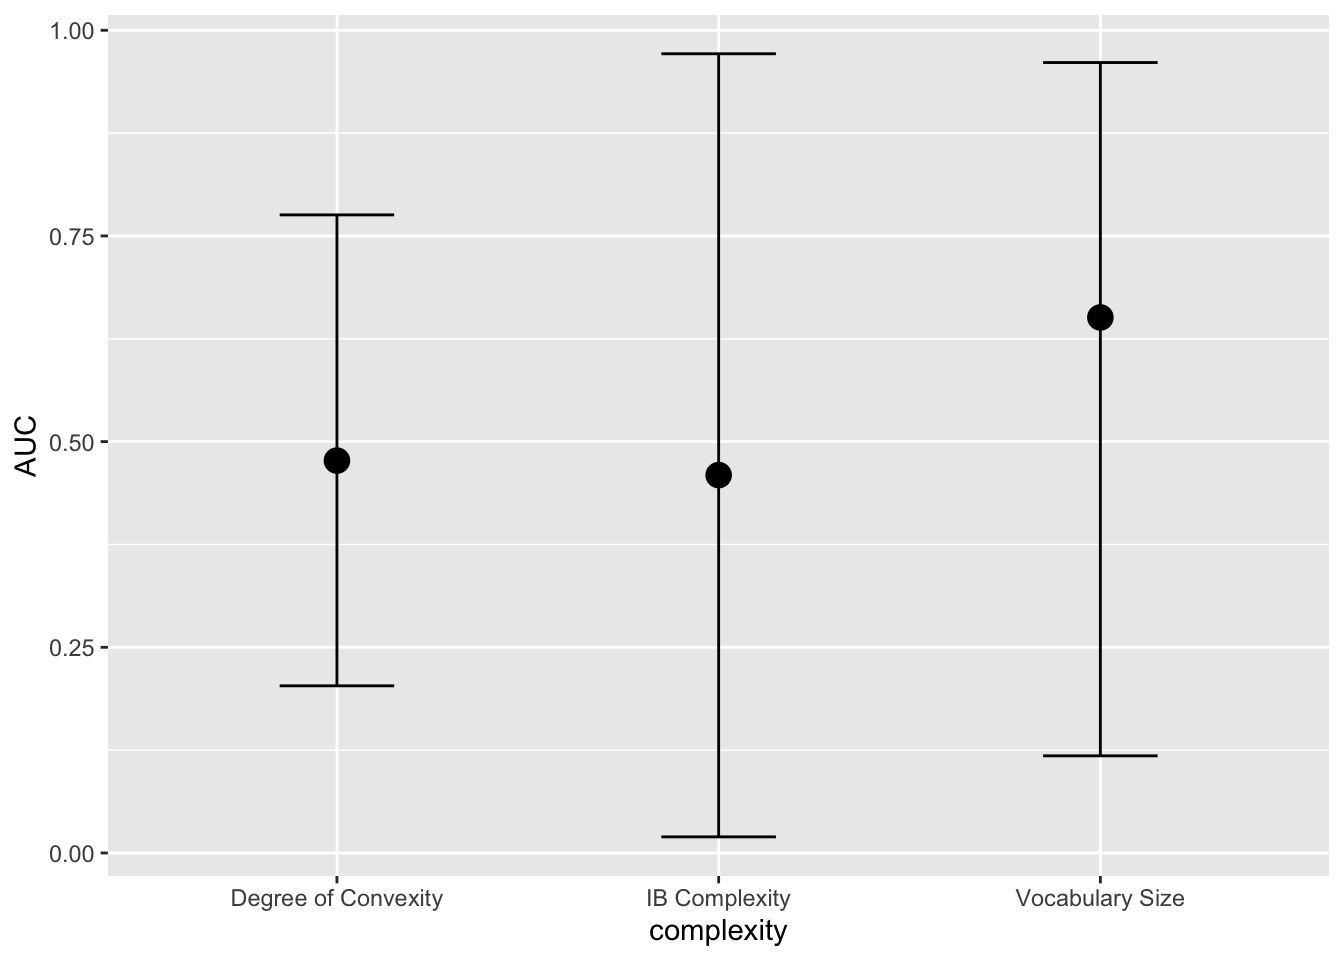 1.00
0.75
0.50
0.25
0.00
AUC
Degree of Convexity
IB Complexity
Vocabulary Size
complexity